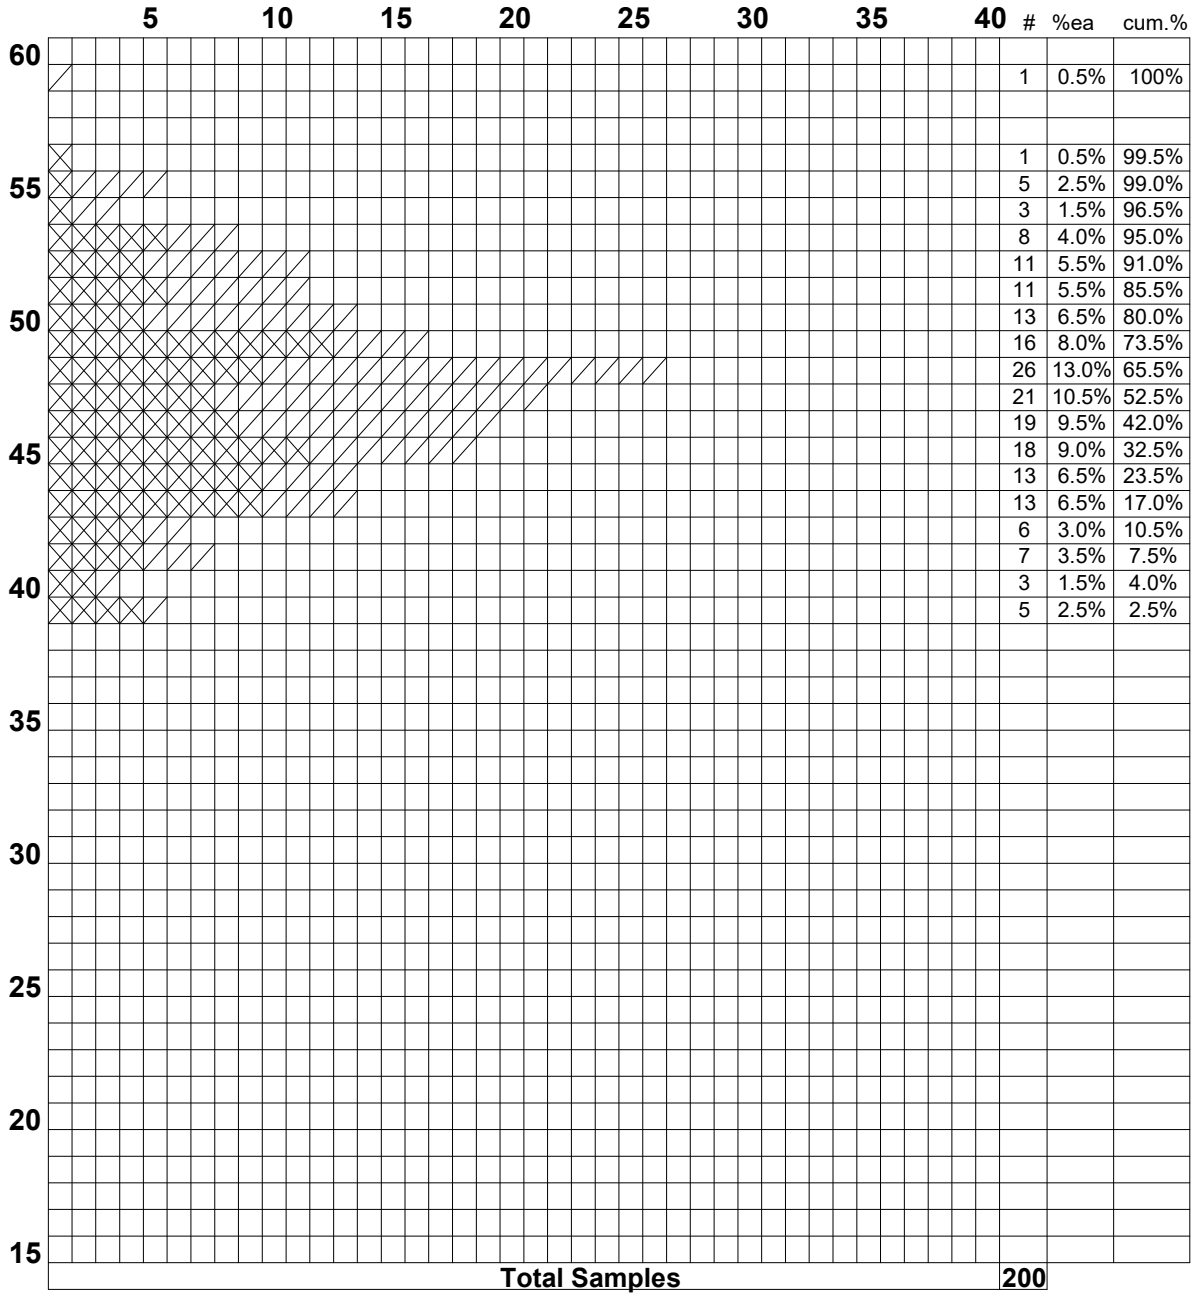 5 10 15 20 25 30 35 40 # %ea cum.%
60
1 0.5% 100%
1 0.5% 99.5%
55 5 2.5% 99.0%
3 1.5% 96.5%
8 4.0% 95.0%
11 5.5% 91.0%
11 5.5% 85.5%
50 13 6.5% 80.0%
16 8.0% 73.5%
26 13.0% 65.5%
21 10.5% 52.5%
19 9.5% 42.0%
45 18 9.0% 32.5%
13 6.5% 23.5%
13 6.5% 17.0%
6 3.0% 10.5%
7 3.5% 7.5%
40 3 1.5% 4.0%
5 2.5% 2.5%
35
30
25
20
15
Total Samples 200